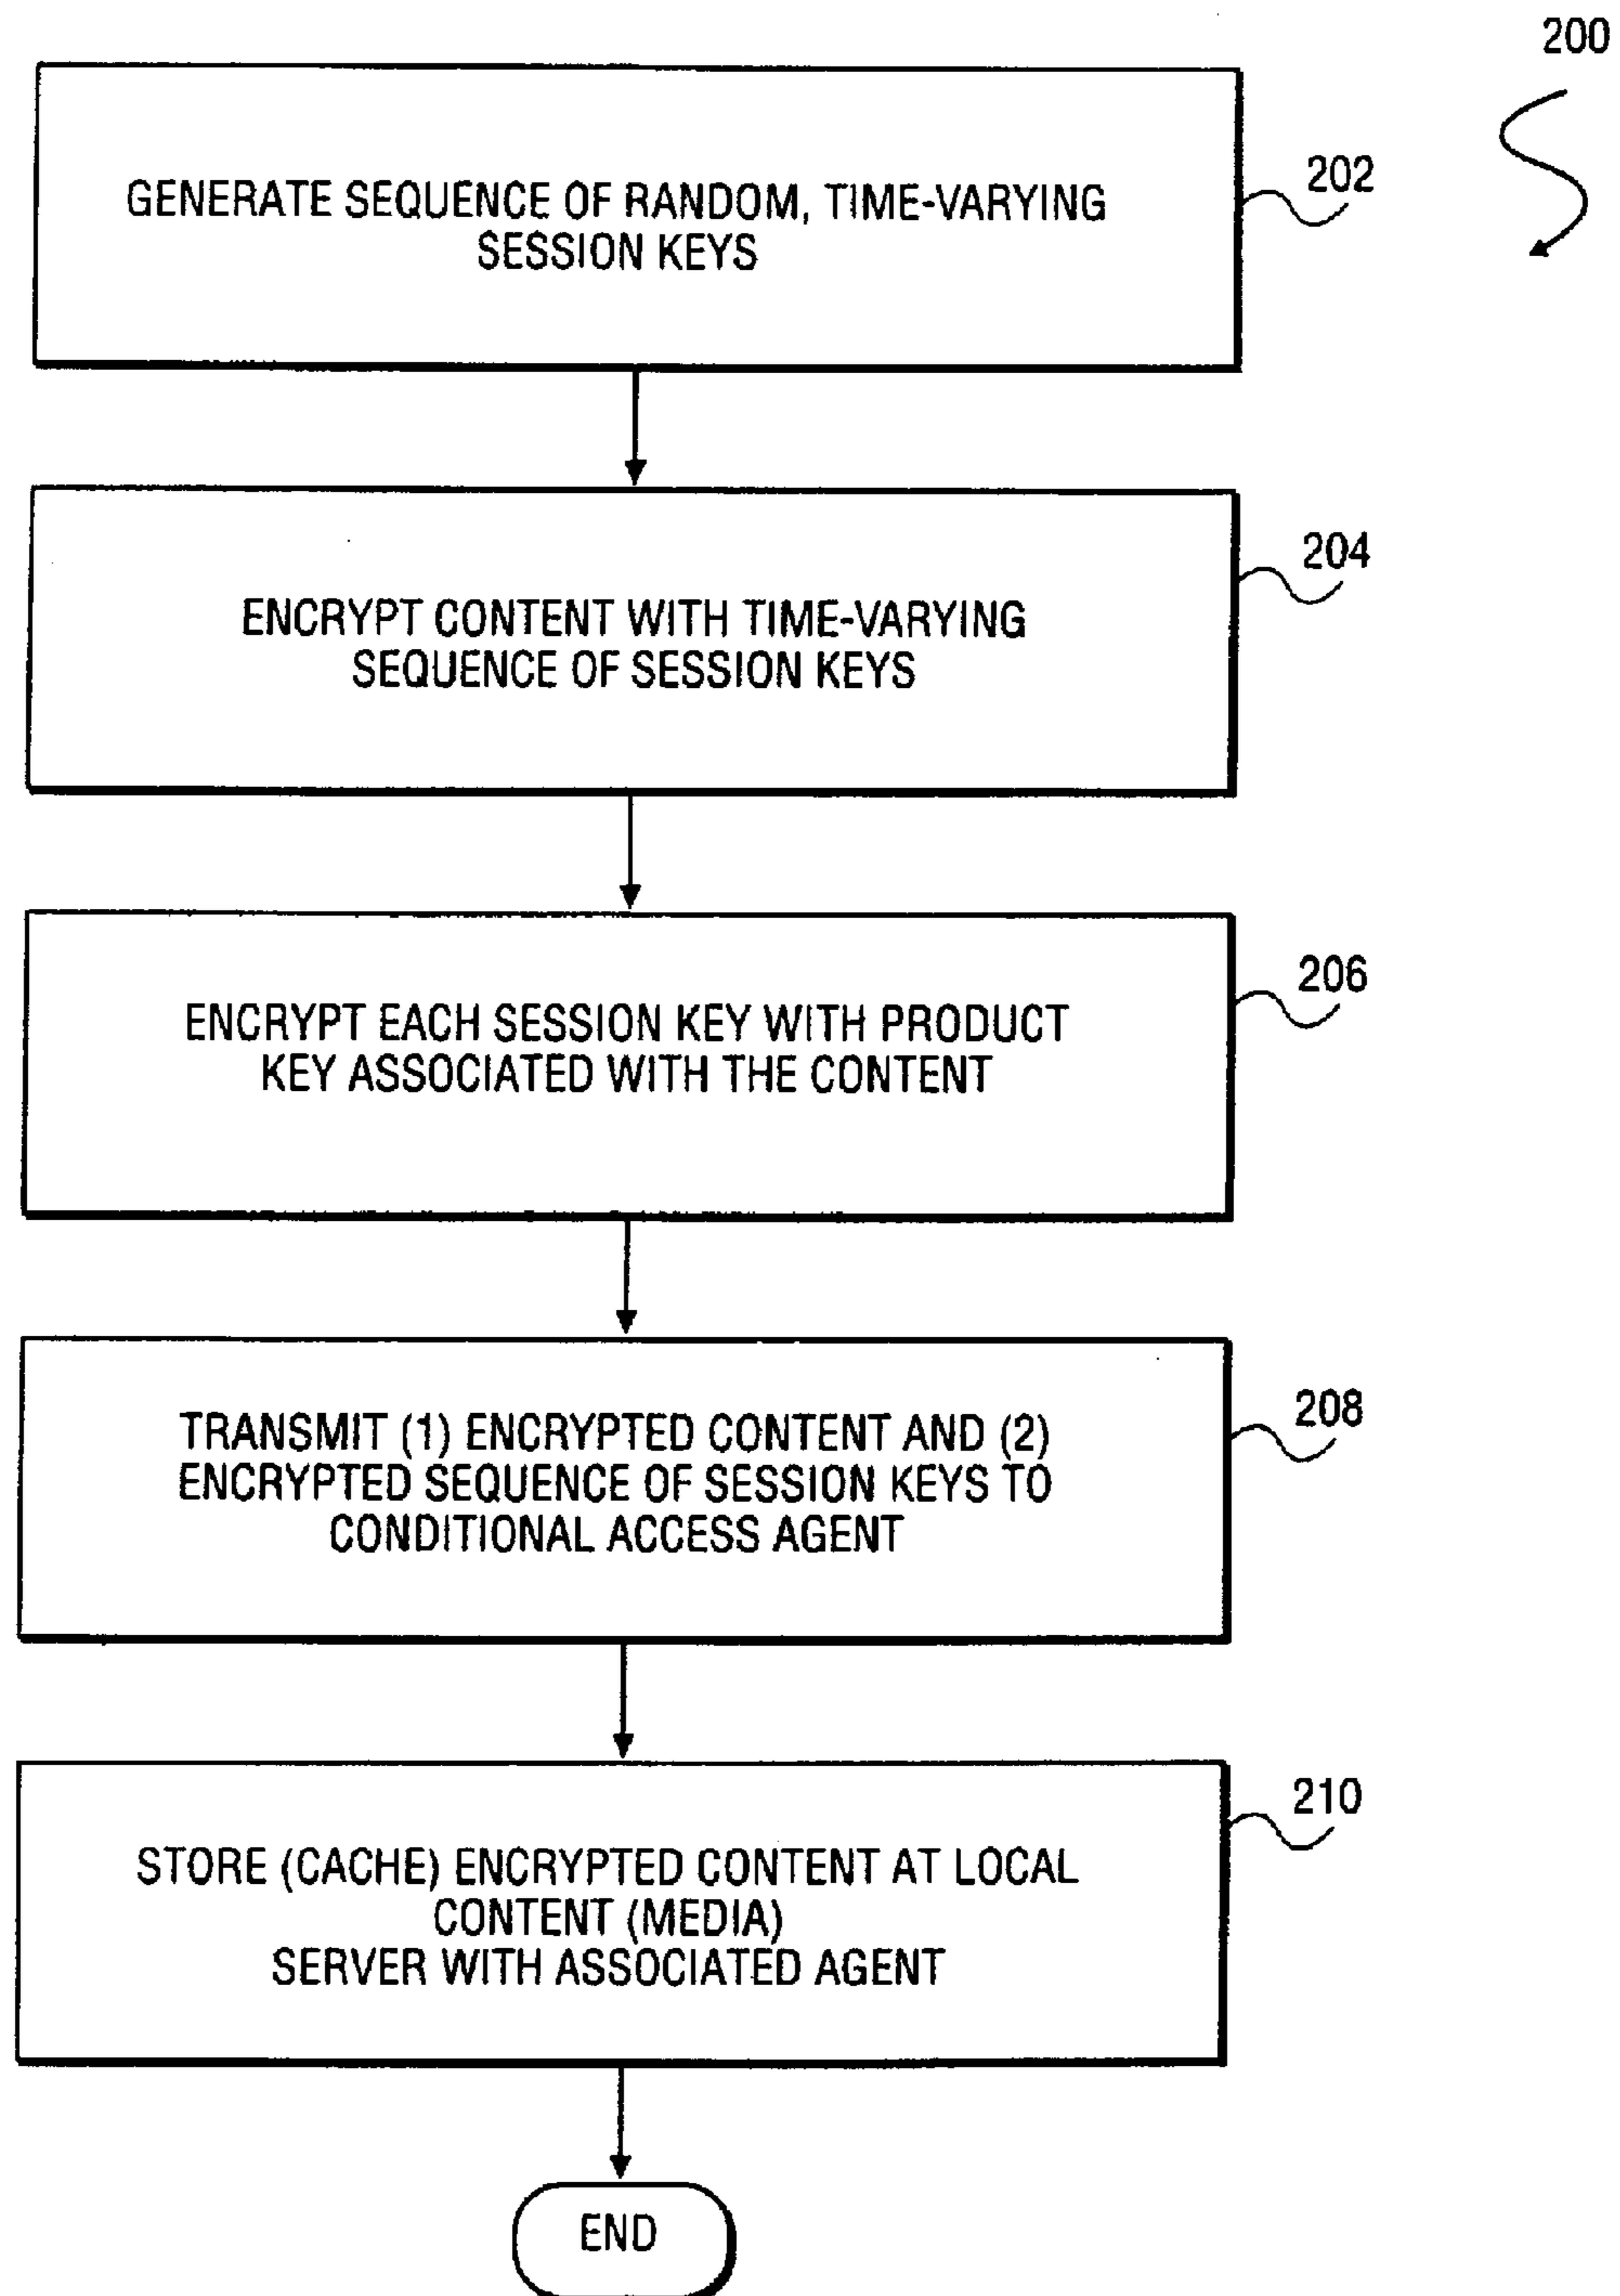 200
GENERATE SEQUENCE OF RANDOM, TIME-VARYING
SESSION KEYS
202
ENCRYPT CONTENT WITH TIME-VARYING
SEQUENCE OF SESSION KEYS
204
ENCRYPT EACH SESSION KEY WITH PRODUCT
KEY ASSOCIATED WITH THE CONTENT
206
TRANSMIT (1) ENCRYPTED CONTENT AND (2)
ENCRYPTED SEQUENCE OF SESSION KEYS TO
CONDITIONAL ACCESS AGENT
208
STORE (CACHE) ENCRYPTED CONTENT AT LOCAL
CONTENT (MEDIA)
SERVER WITH ASSOCIATED AGENT
210
END